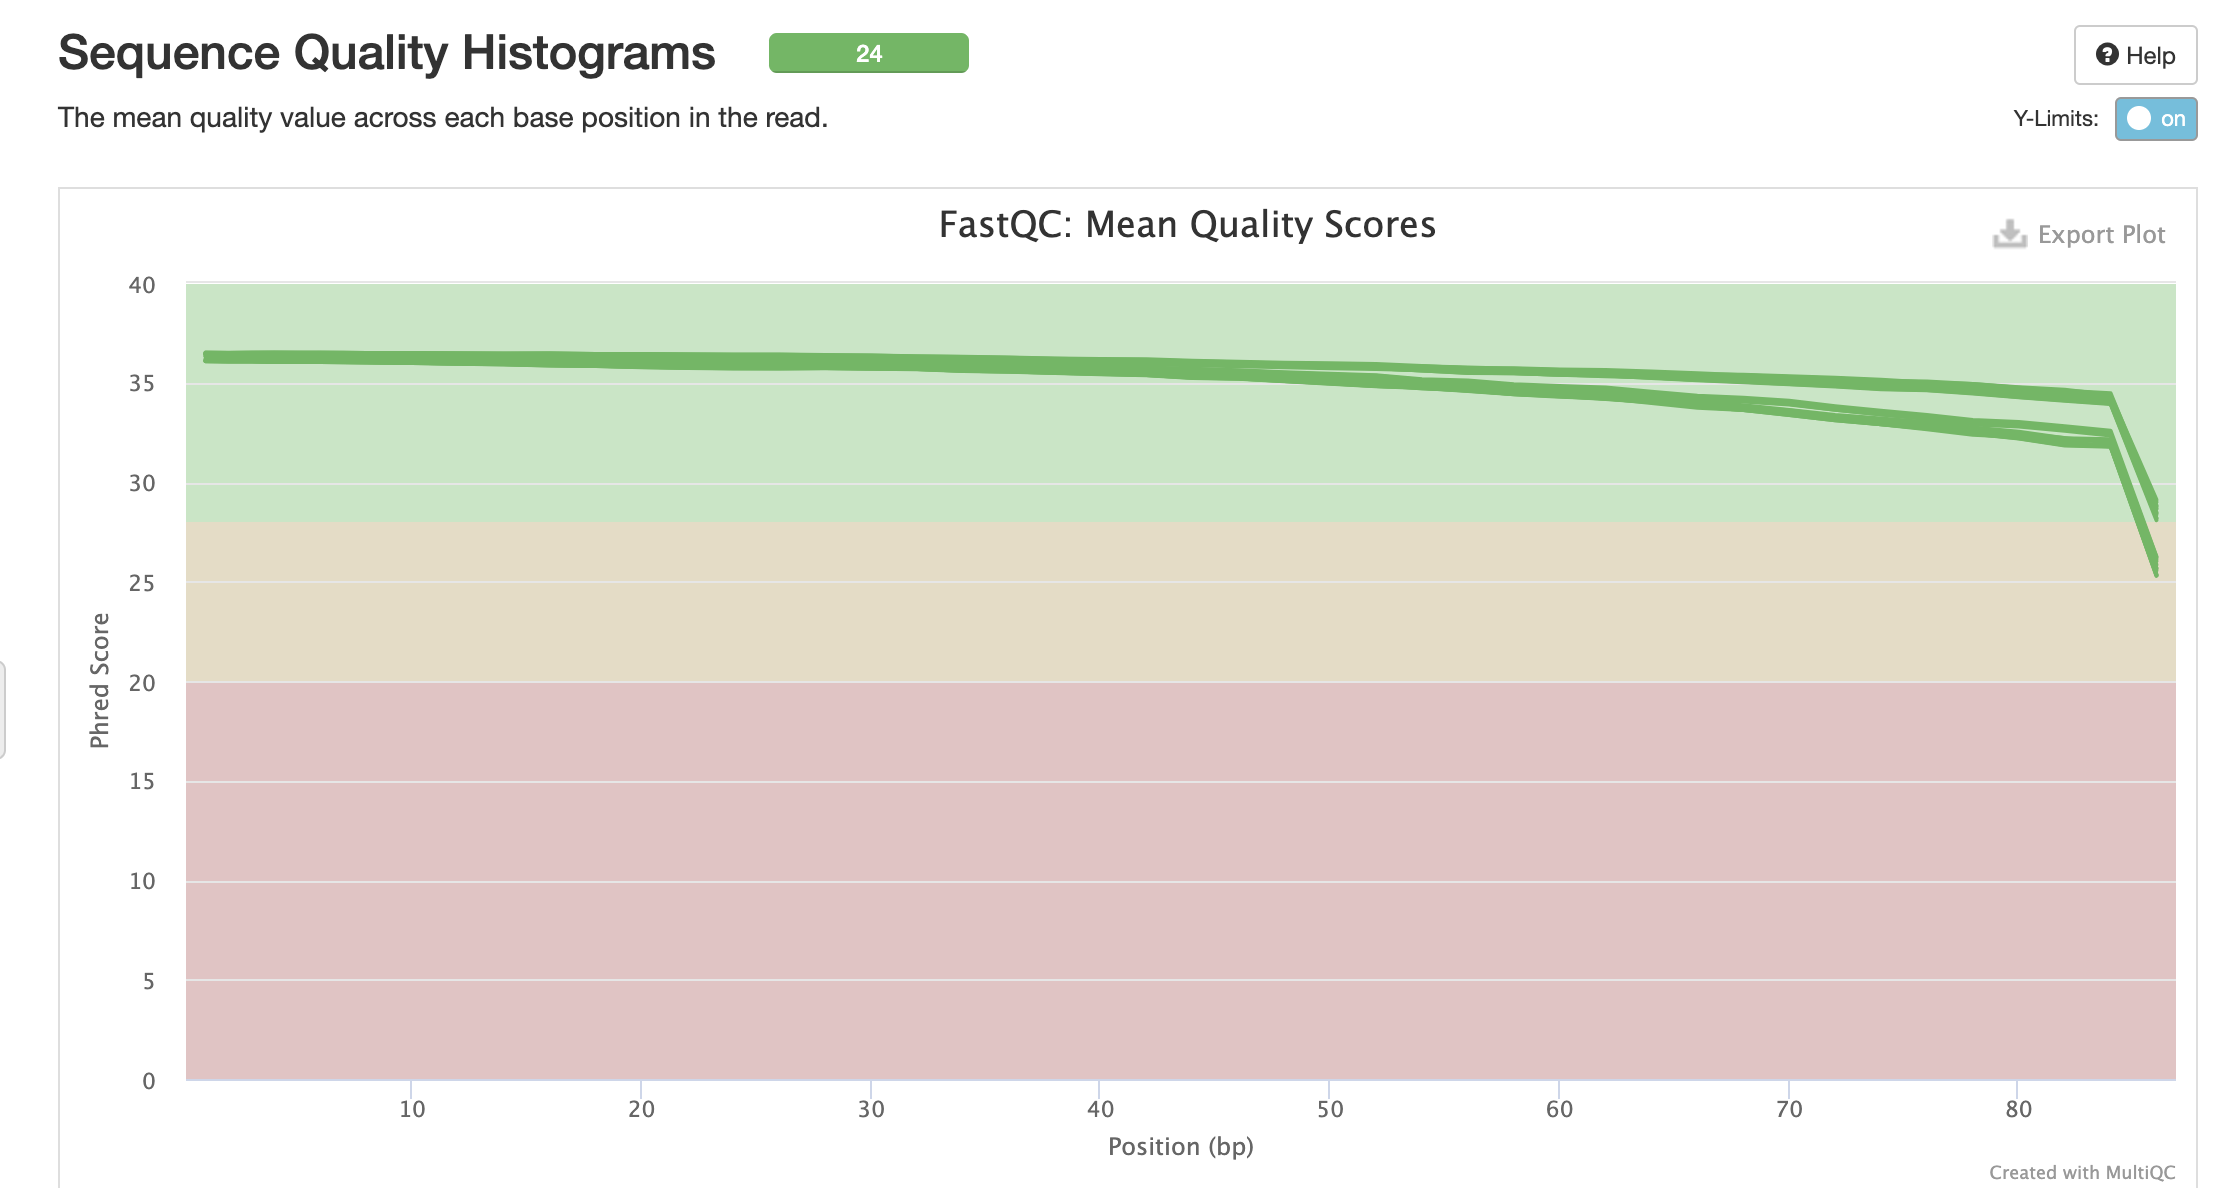 Sequence Quality Histograms 24
Help
The mean quality value across each base position in the read.
Y-Limits: on
FastQC: Mean Quality Scores
Export Plot
40
35
30
25
20
15
10
5
0
Phred Score
10 20 30 40 50 60 70 80
Position (bp)
Created with MultiQC